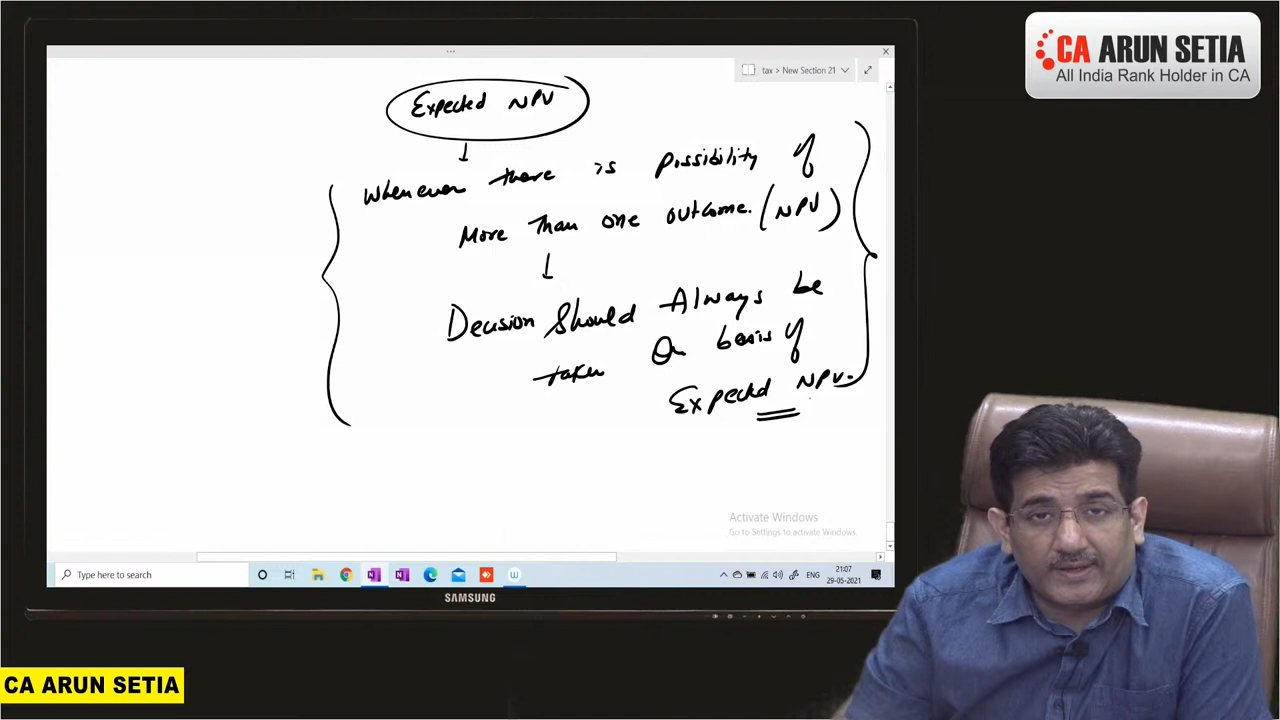 CA ARUN SETIA
All India Rank Holder in CA
tax > New Section 21
Expected NPV
Whenever there is possibility of
More Than one outcome. (NPV)
Decision Should Always be
taken On basis of
Expected NPV.
Activate Windows
Go to Settings to activate Windows.
Type here to search
ENG
21:07
29-05-2021
SAMSUNG
CA ARUN SETIA